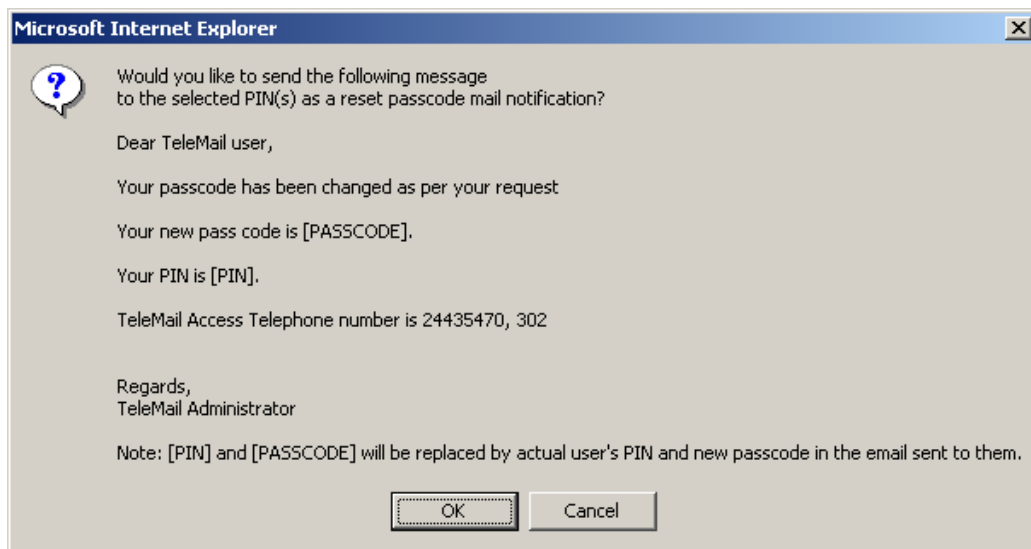 Microsoft Internet Explorer
Would you like to send the following message
to the selected PIN(s) as a reset passcode mail notification?
Dear TeleMail user,
Your passcode has been changed as per your request
Your new pass code is [PASSCODE].
Your PIN is [PIN].
TeleMail Access Telephone number is 24435470, 302
Regards,
TeleMail Administrator
Note: [PIN] and [PASSCODE] will be replaced by actual user's PIN and new passcode in the email sent to them.
OK
Cancel